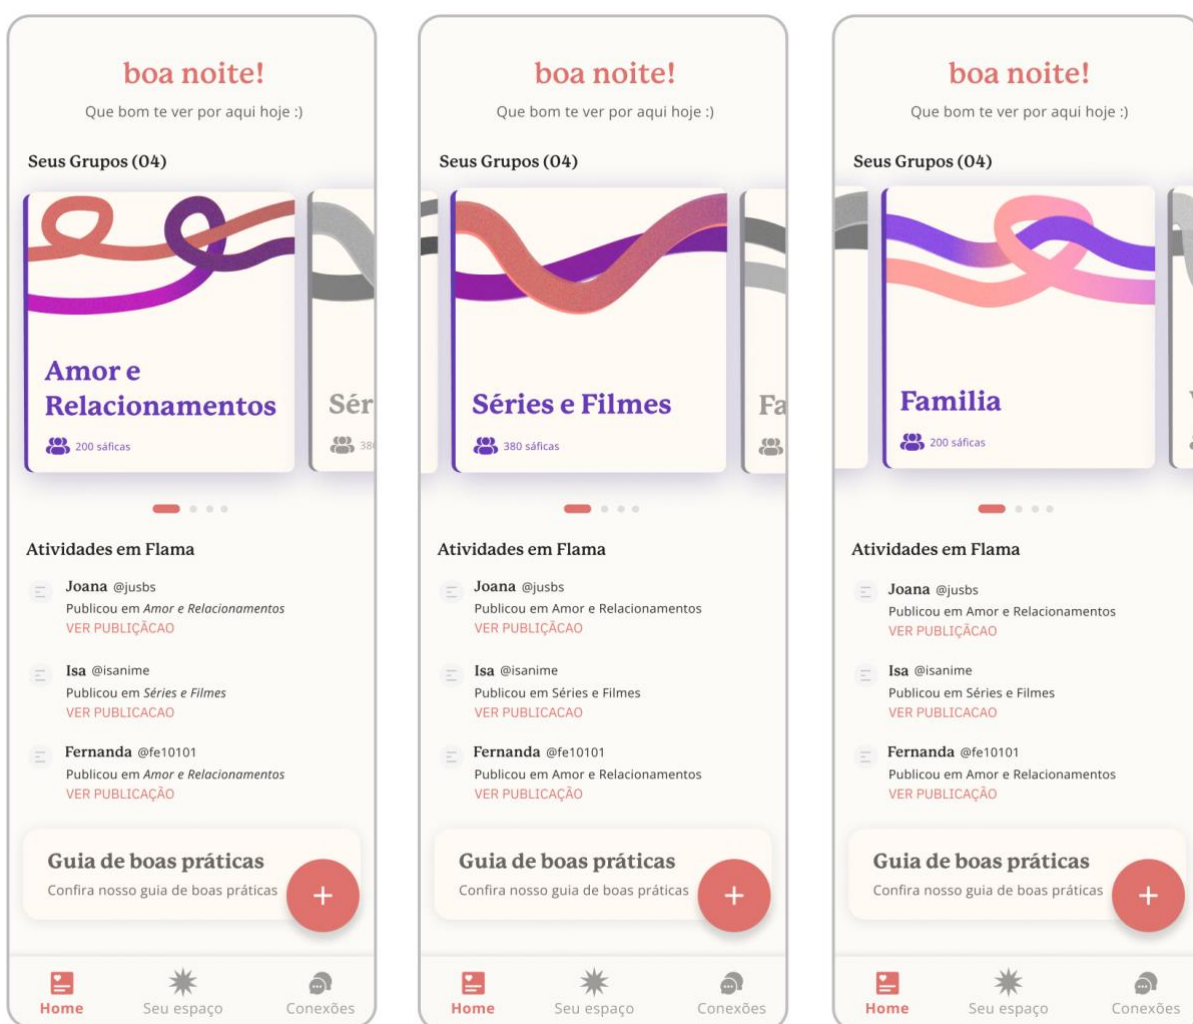 boa noite!
Que bom te ver por aqui hoje :)
Seus Grupos (04)
Amor e
Relacionamentos
200 sáficas
Sér
38
Atividades em Flama
Joana @jusbs
Publicou em Amor e Relacionamentos
VER PUBLIÇÃCAO
Isa @isanime
Publicou em Séries e Filmes
VER PUBLICACAO
Fernanda @fe10101
Publicou em Amor e Relacionamentos
VER PUBLICAÇÃO
Guia de boas práticas
Confira nosso guia de boas práticas
+
Home
Seu espaço
Conexões
boa noite!
Que bom te ver por aqui hoje :)
Seus Grupos (04)
Séries e Filmes
380 sáficas
Fa
Atividades em Flama
Joana @jusbs
Publicou em Amor e Relacionamentos
VER PUBLIÇÃCAO
Isa @isanime
Publicou em Séries e Filmes
VER PUBLICACAO
Fernanda @fe10101
Publicou em Amor e Relacionamentos
VER PUBLICAÇÃO
Guia de boas práticas
Confira nosso guia de boas práticas
+
Home
Seu espaço
Conexões
boa noite!
Que bom te ver por aqui hoje :)
Seus Grupos (04)
Familia
200 sáficas
Atividades em Flama
Joana @jusbs
Publicou em Amor e Relacionamentos
VER PUBLIÇÃCAO
Isa @isanime
Publicou em Séries e Filmes
VER PUBLICACAO
Fernanda @fe10101
Publicou em Amor e Relacionamentos
VER PUBLICAÇÃO
Guia de boas práticas
Confira nosso guia de boas práticas
+
Home
Seu espaço
Conexões